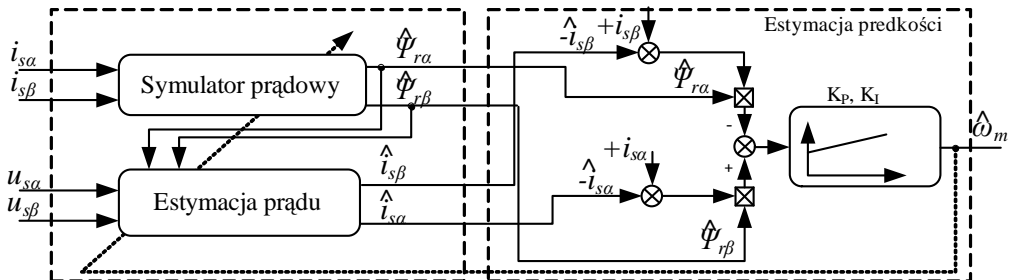 i_sα
i_sβ
Symulator prądowy
Ψ̂_rα
Ψ̂_rβ
u_sα
u_sβ
Estymacja prądu
î_sβ
î_sα
Estymacja predkości
+i_sβ
-î_sβ
Ψ̂_rα
-
+
+i_sα
-î_sα
Ψ̂_rβ
K_P, K_I
ω̂_m